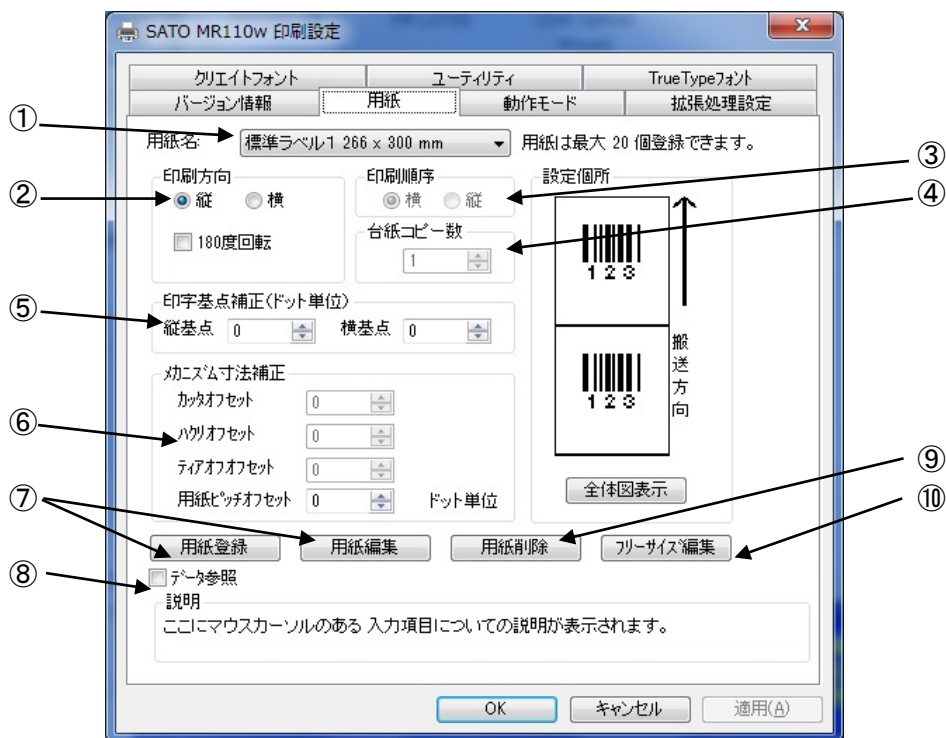 SATO MR110w 印刷設定
クリエイトフォント ユーティリティ TrueTypeフォント
バージョン情報 用紙 動作モード 拡張処理設定
① 用紙名: 標準ラベル1 266 x 300 mm 用紙は最大 20 個登録できます。
② 印刷方向
縦 横
180度回転
印刷順序 ③
横 縦
台紙コピー数 ④
1
設定個所
1 2 3
1 2 3
搬送方向
全体図表示
⑤ 印字基点補正(ドット単位)
縦基点 0 横基点 0
メカニズム寸法補正
カッタオフセット 0
⑥ ハクリオフセット 0
ティアオフオフセット 0
用紙ピッチオフセット 0 ドット単位
⑦ ⑨ ⑩
用紙登録 用紙編集 用紙削除 フリーサイズ編集
⑧ データ参照
説明
ここにマウスカーソルのある 入力項目についての説明が表示されます。
OK キャンセル 適用(A)